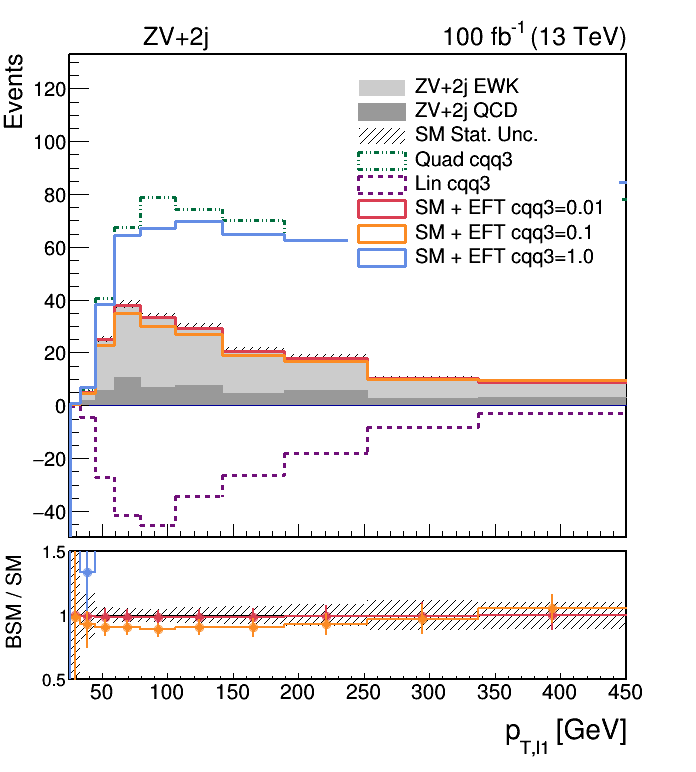 ZV+2j 100 fb-1 (13 TeV)
Events
120
100
80
60
40
20
0
−20
−40
ZV+2j EWK
ZV+2j QCD
SM Stat. Unc.
Quad cqq3
Lin cqq3
SM + EFT cqq3=0.01
SM + EFT cqq3=0.1
SM + EFT cqq3=1.0
BSM / SM
1.5
1
0.5
50 100 150 200 250 300 350 400 450
pT,l1 [GeV]